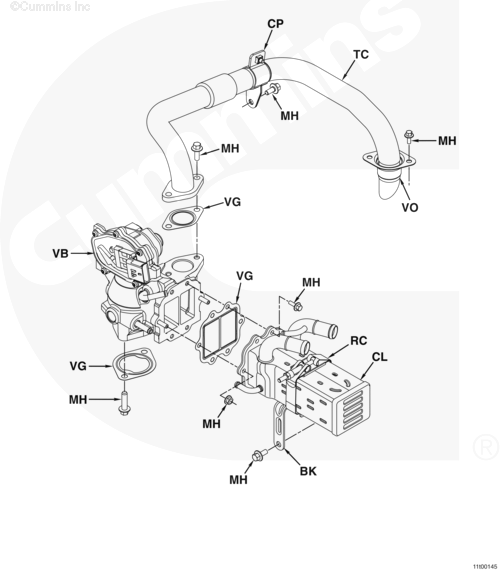 ©Cummins Inc
CP
TC
MH
MH
MH
VG
VO
VB
VG
MH
RC
VG
CL
MH
MH
BK
MH
Cummins
®
11I00145